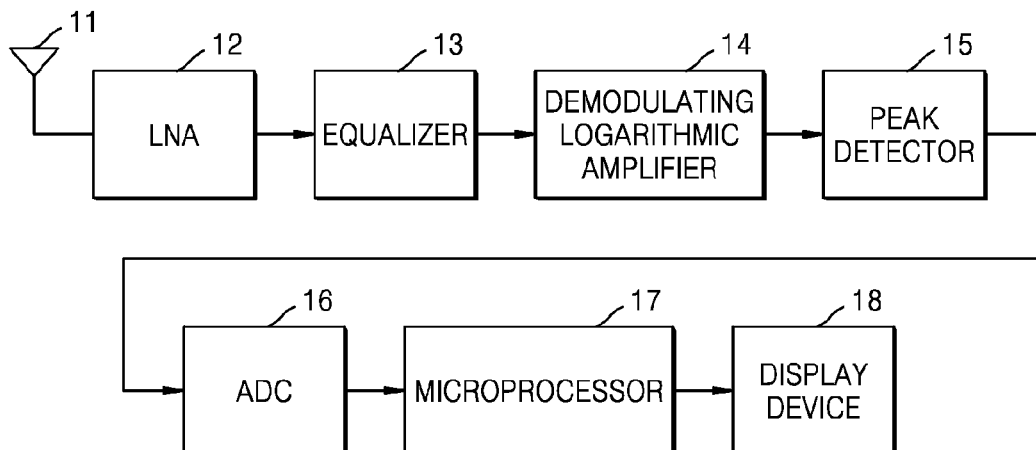 11
12
13
14
15
LNA
EQUALIZER
DEMODULATING
LOGARITHMIC
AMPLIFIER
PEAK
DETECTOR
16
17
18
ADC
MICROPROCESSOR
DISPLAY
DEVICE